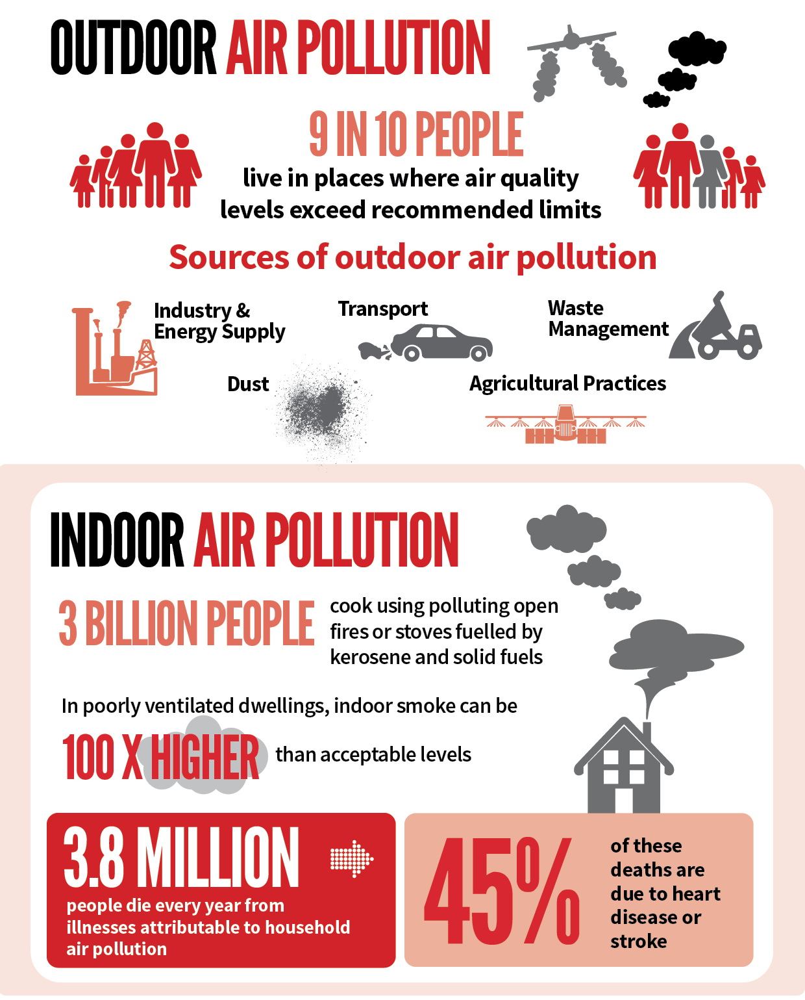 OUTDOOR AIR POLLUTION
9 IN 10 PEOPLE
live in places where air quality
levels exceed recommended limits
Sources of outdoor air pollution
Industry &
Energy Supply
Transport
Waste
Management
Dust
Agricultural Practices
INDOOR AIR POLLUTION
3 BILLION PEOPLE
cook using polluting open
fires or stoves fuelled by
kerosene and solid fuels
In poorly ventilated dwellings, indoor smoke can be
100 X HIGHER
than acceptable levels
3.8 MILLION
people die every year from
illnesses attributable to household
air pollution
45%
of these
deaths are
due to heart
disease or
stroke